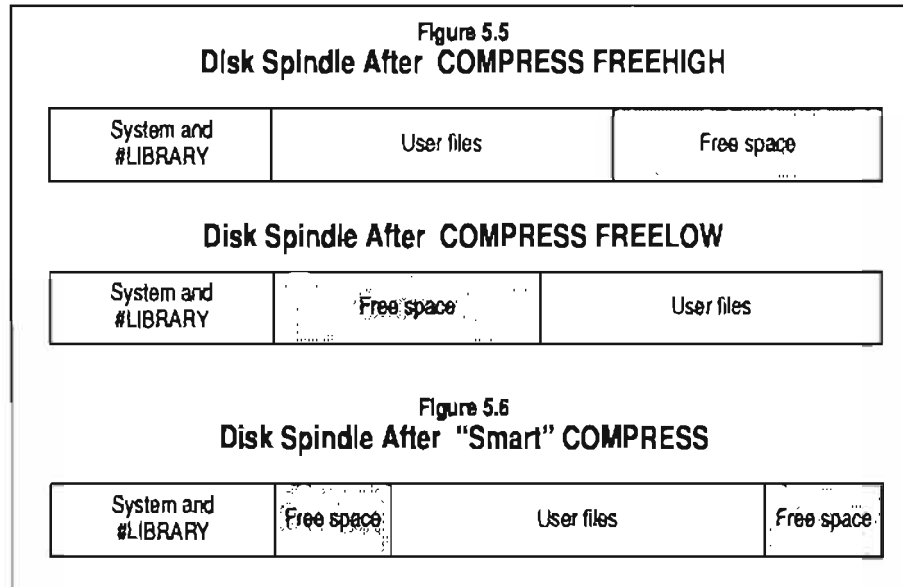 Figure 5.5
Disk Spindle After COMPRESS FREEHIGH
System and
#LIBRARY
User files
Free space
Disk Spindle After COMPRESS FREELOW
System and
#LIBRARY
Free space
User files
Figure 5.6
Disk Spindle After "Smart" COMPRESS
System and
#LIBRARY
Free space
User files
Free space